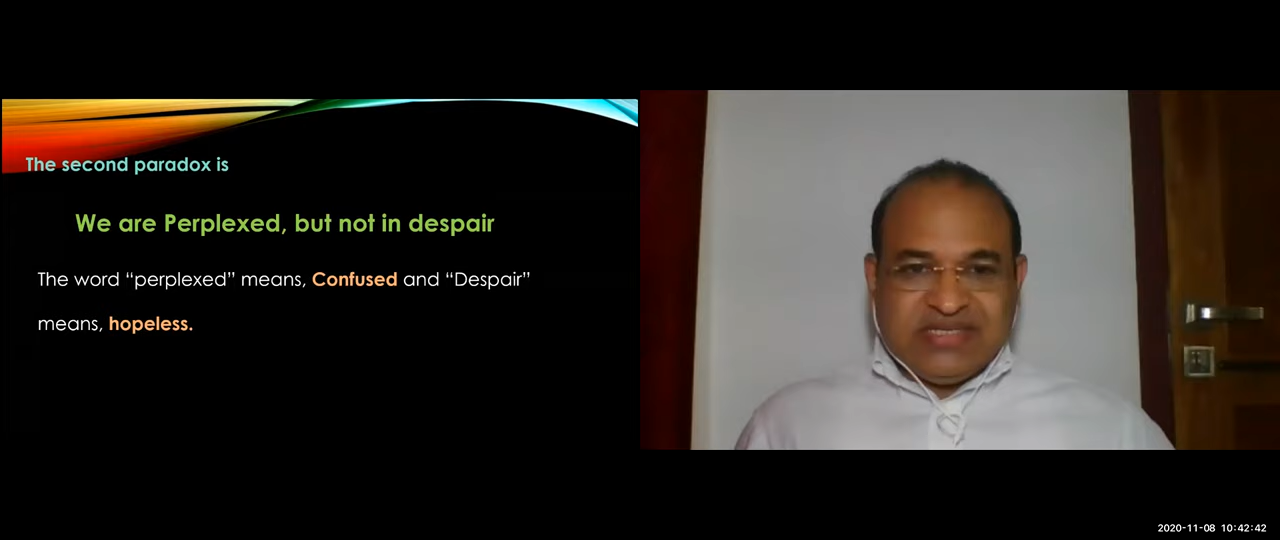 The second paradox is
We are Perplexed, but not in despair
The word “perplexed” means, Confused and “Despair”
means, hopeless.
2020-11-08 10:42:42